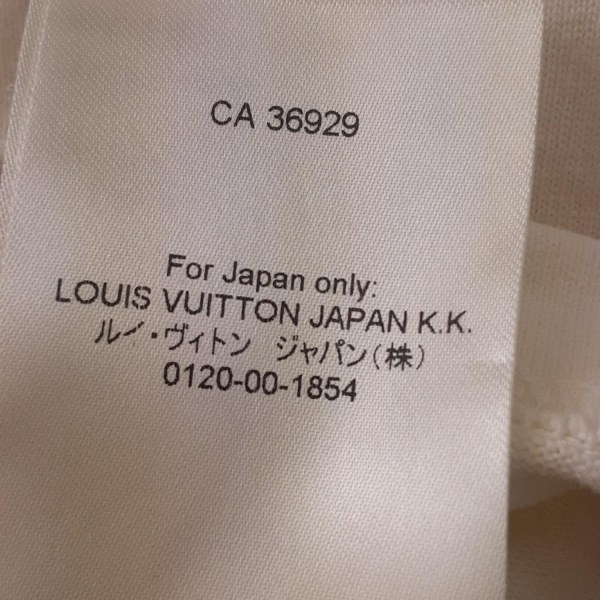 CA 36929
For Japan only:
LOUIS VUITTON JAPAN K.K.
ルイ・ヴィトン ジャパン(株)
0120-00-1854